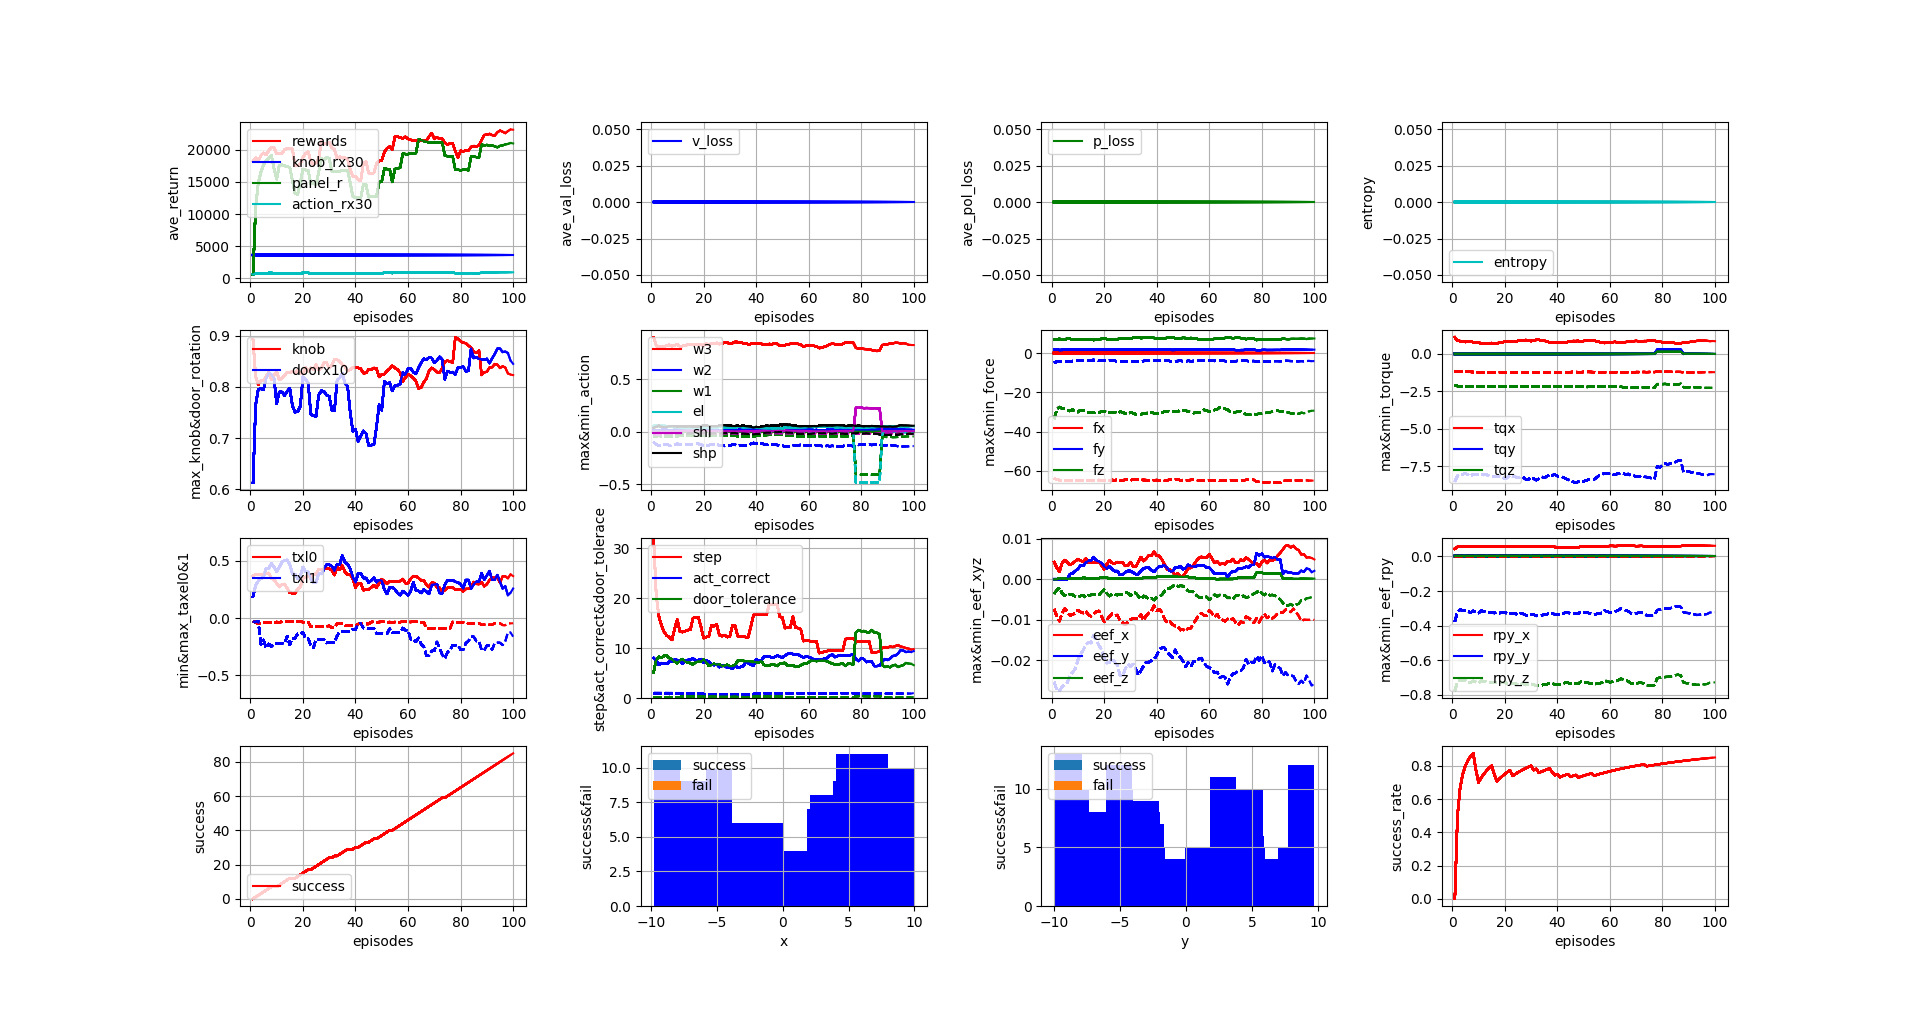 ave_return
20000
15000
10000
5000
0
rewards
knob_rx30
panel_r
action_rx30
0 20 40 60 80 100
episodes
ave_val_loss
0.050
0.025
0.000
−0.025
−0.050
v_loss
0 20 40 60 80 100
episodes
ave_pol_loss
0.050
0.025
0.000
−0.025
−0.050
p_loss
0 20 40 60 80 100
episodes
entropy
0.050
0.025
0.000
−0.025
−0.050
entropy
0 20 40 60 80 100
episodes
max_knob&door_rotation
0.9
0.8
0.7
0.6
knob
doorx10
0 20 40 60 80 100
episodes
max&min_action
0.5
0.0
−0.5
w3
w2
w1
el
shl
shp
0 20 40 60 80 100
episodes
max&min_force
0
−20
−40
−60
fx
fy
fz
0 20 40 60 80 100
episodes
max&min_torque
0.0
−2.5
−5.0
−7.5
tqx
tqy
tqz
0 20 40 60 80 100
episodes
min&max_taxel0&1
0.5
0.0
−0.5
txl0
txl1
0 20 40 60 80 100
episodes
step&act_correct&door_tolerace
30
20
10
0
step
act_correct
door_tolerance
0 20 40 60 80 100
episodes
max&min_eef_xyz
0.01
0.00
−0.01
−0.02
eef_x
eef_y
eef_z
0 20 40 60 80 100
episodes
max&min_eef_rpy
0.0
−0.2
−0.4
−0.6
−0.8
rpy_x
rpy_y
rpy_z
0 20 40 60 80 100
episodes
success
80
60
40
20
0
success
0 20 40 60 80 100
episodes
success&fail
10.0
7.5
5.0
2.5
0.0
success
fail
−10 −5 0 5 10
x
success&fail
10
5
0
success
fail
−10 −5 0 5 10
y
success_rate
0.8
0.6
0.4
0.2
0.0
0 20 40 60 80 100
episodes